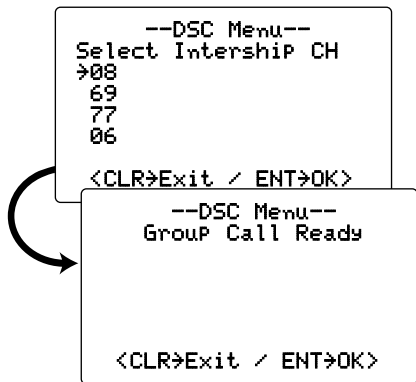 --DSC Menu--
Select Intership CH
→08
69
77
06
<CLR→Exit / ENT→OK>
--DSC Menu--
Group Call Ready
<CLR→Exit / ENT→OK>